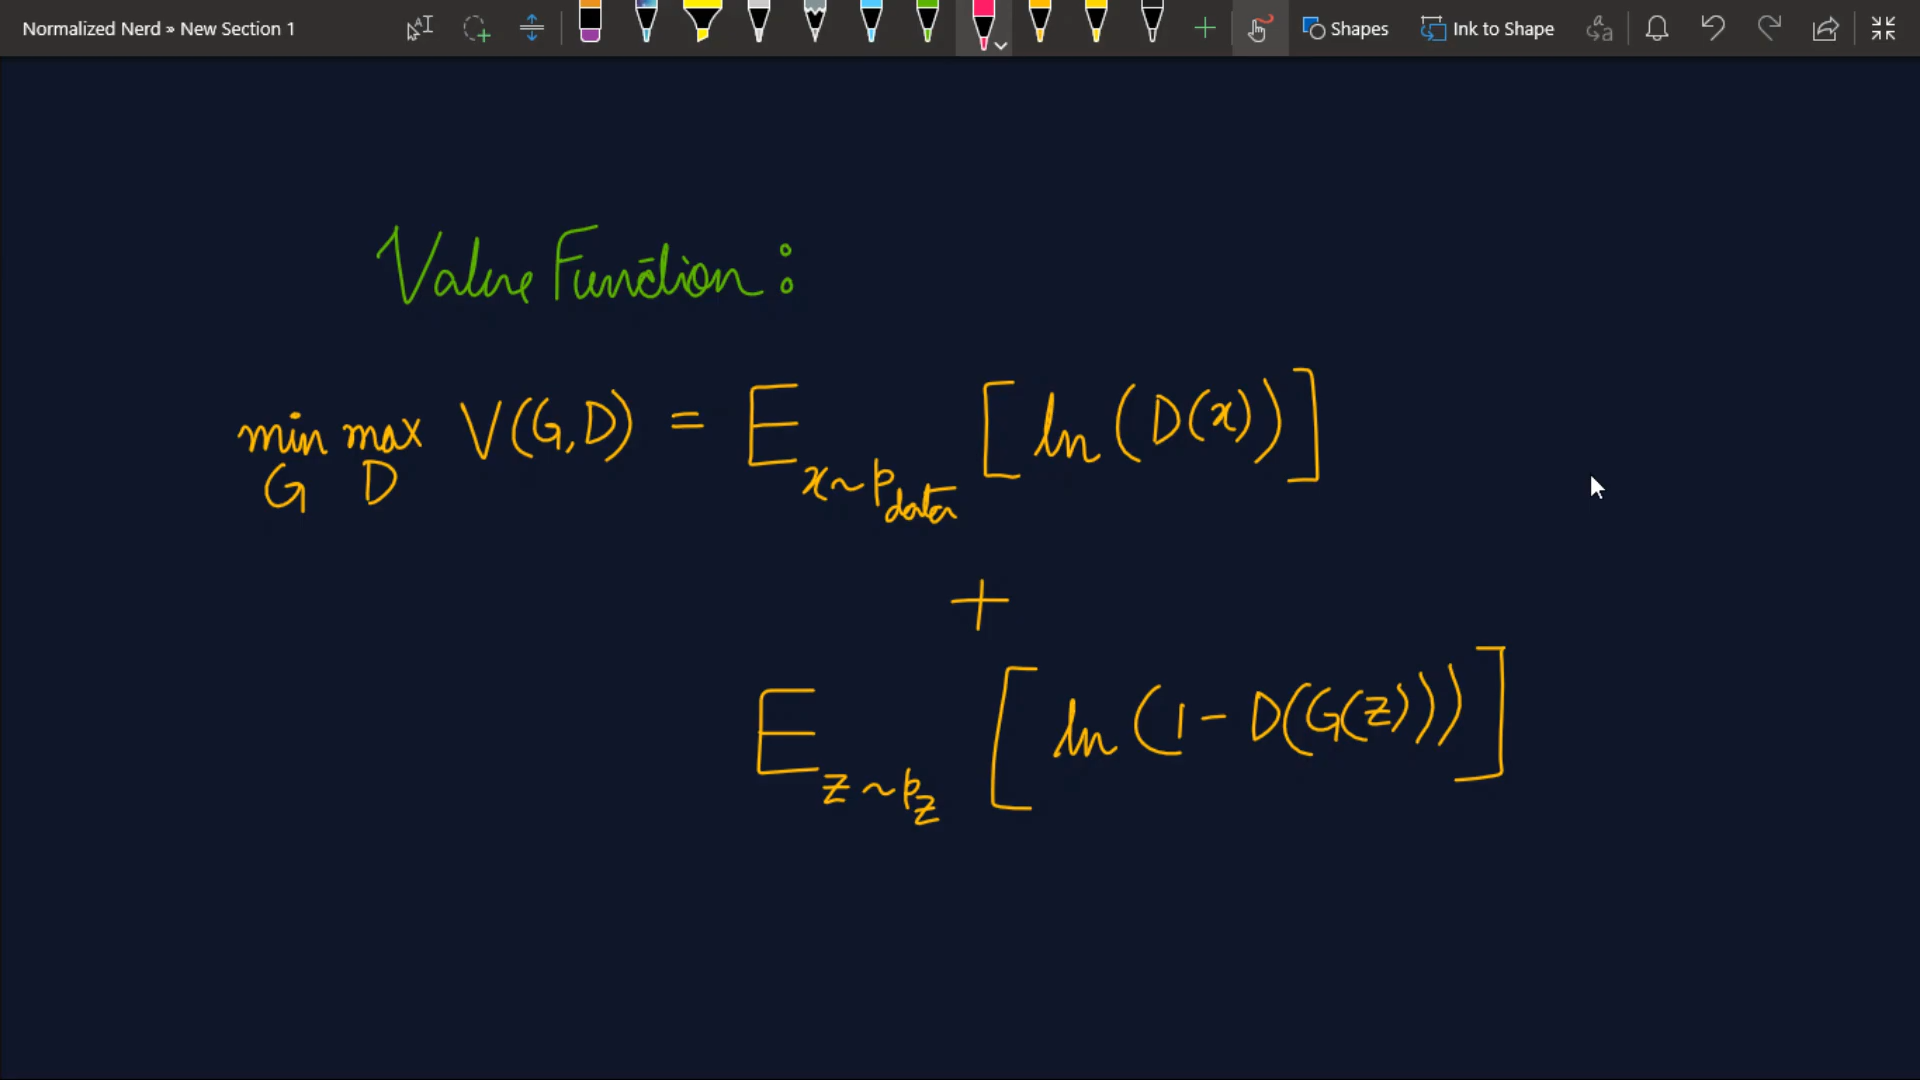 Normalized Nerd » New Section 1 Shapes Ink to Shape
Value Function:
min max V(G,D) = E [ln(D(x))]
G D x~p data
+
E [ln(1-D(G(z)))]
z~p z